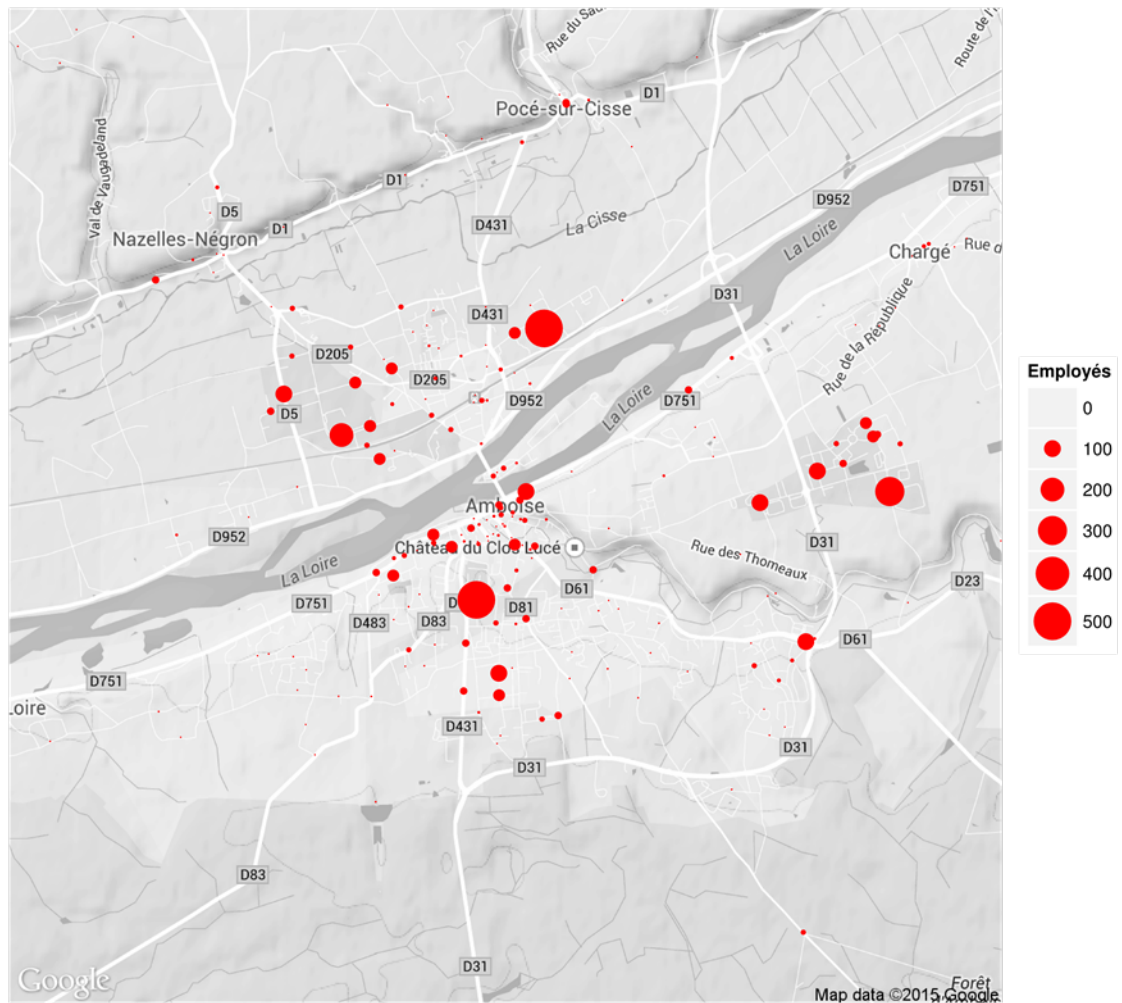 Rue du Sau
Route de l'
D1
Pocé-sur-Cisse
Val de Vaugadeland
D1
D751
D952
D5
D431
La Cisse
D1
La Loire
Nazelles-Négron
Chargé
Rue d
D31
D431
Rue de la République
D205
D205
D5
D952
La Loire
D751
Amboise
D952
Château du Clos Lucé
D31
Rue des Thomeaux
La Loire
D61
D23
D751
D483
D83
D
D81
D61
D751
Loire
D431
D31
D31
D83
D31
Forêt
Google
Map data ©2015 Google
Employés
0
100
200
300
400
500